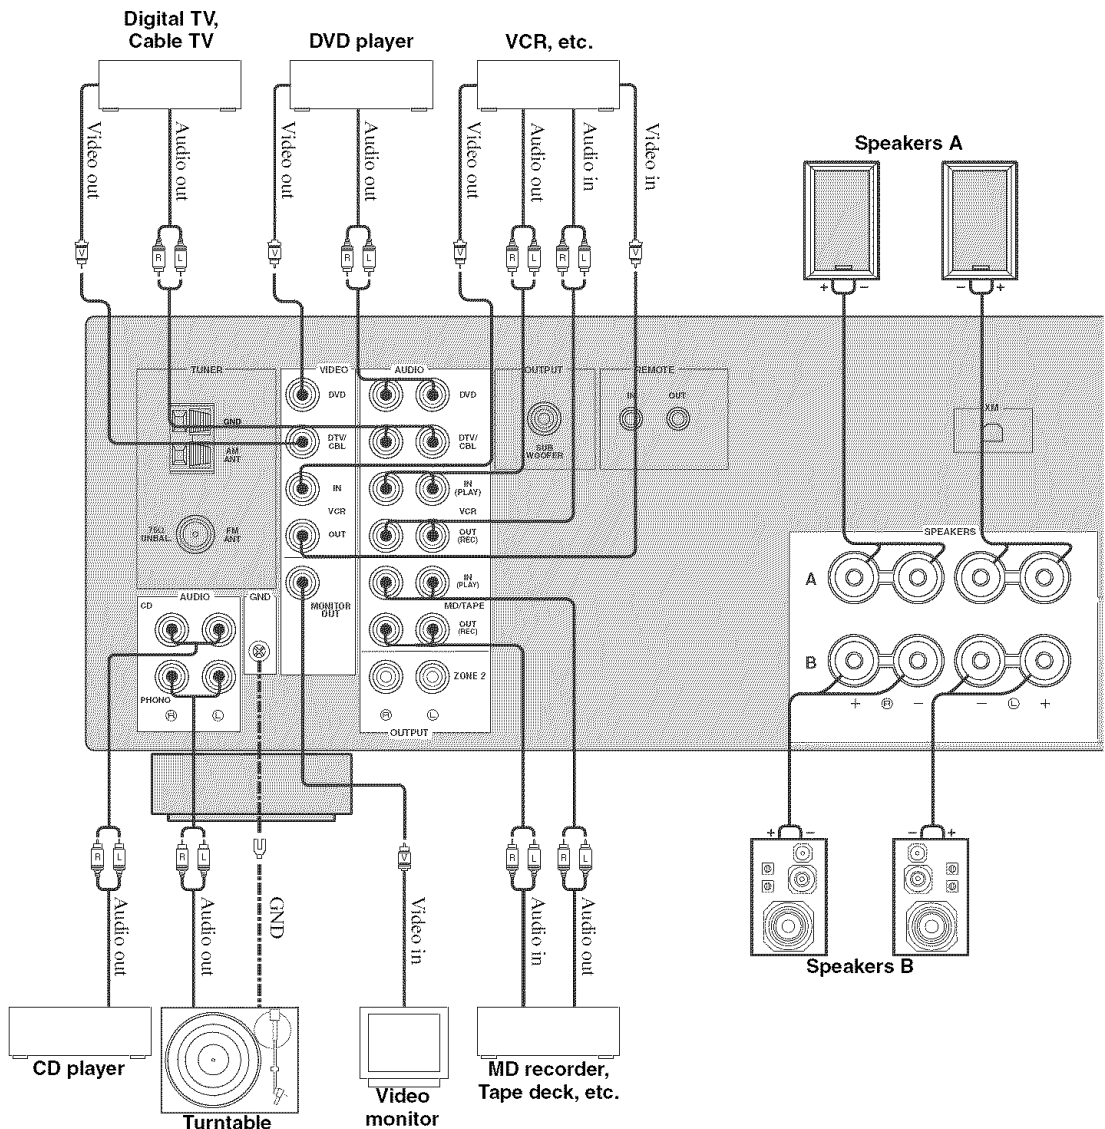 Digital TV,
Cable TV
DVD player
VCR, etc.
Video out
Audio out
Video out
Audio out
Video out
Audio out
Audio in
Video in
Speakers A
V
R L
V
R L
V
R L
R L
V
+ −
− +
TUNER
VIDEO
AUDIO
OUTPUT
REMOTE
XM
GND
AM
ANT
75Ω
UNBAL.
FM
ANT
DVD
DTV/
CBL
IN
VCR
OUT
MONITOR
OUT
DVD
DTV/
CBL
IN
(PLAY)
VCR
OUT
(REC)
IN
(PLAY)
MD/TAPE
OUT
(REC)
ZONE 2
R L
OUTPUT
SUB
WOOFER
IN OUT
SPEAKERS
A
B
+ R − − L +
AUDIO
GND
CD
PHONO
R L
R L
R L
V
R L
R L
+ −
− +
Audio out
Audio out
GND
Video in
Audio in
Audio out
Speakers B
CD player
Turntable
Video
monitor
MD recorder,
Tape deck, etc.